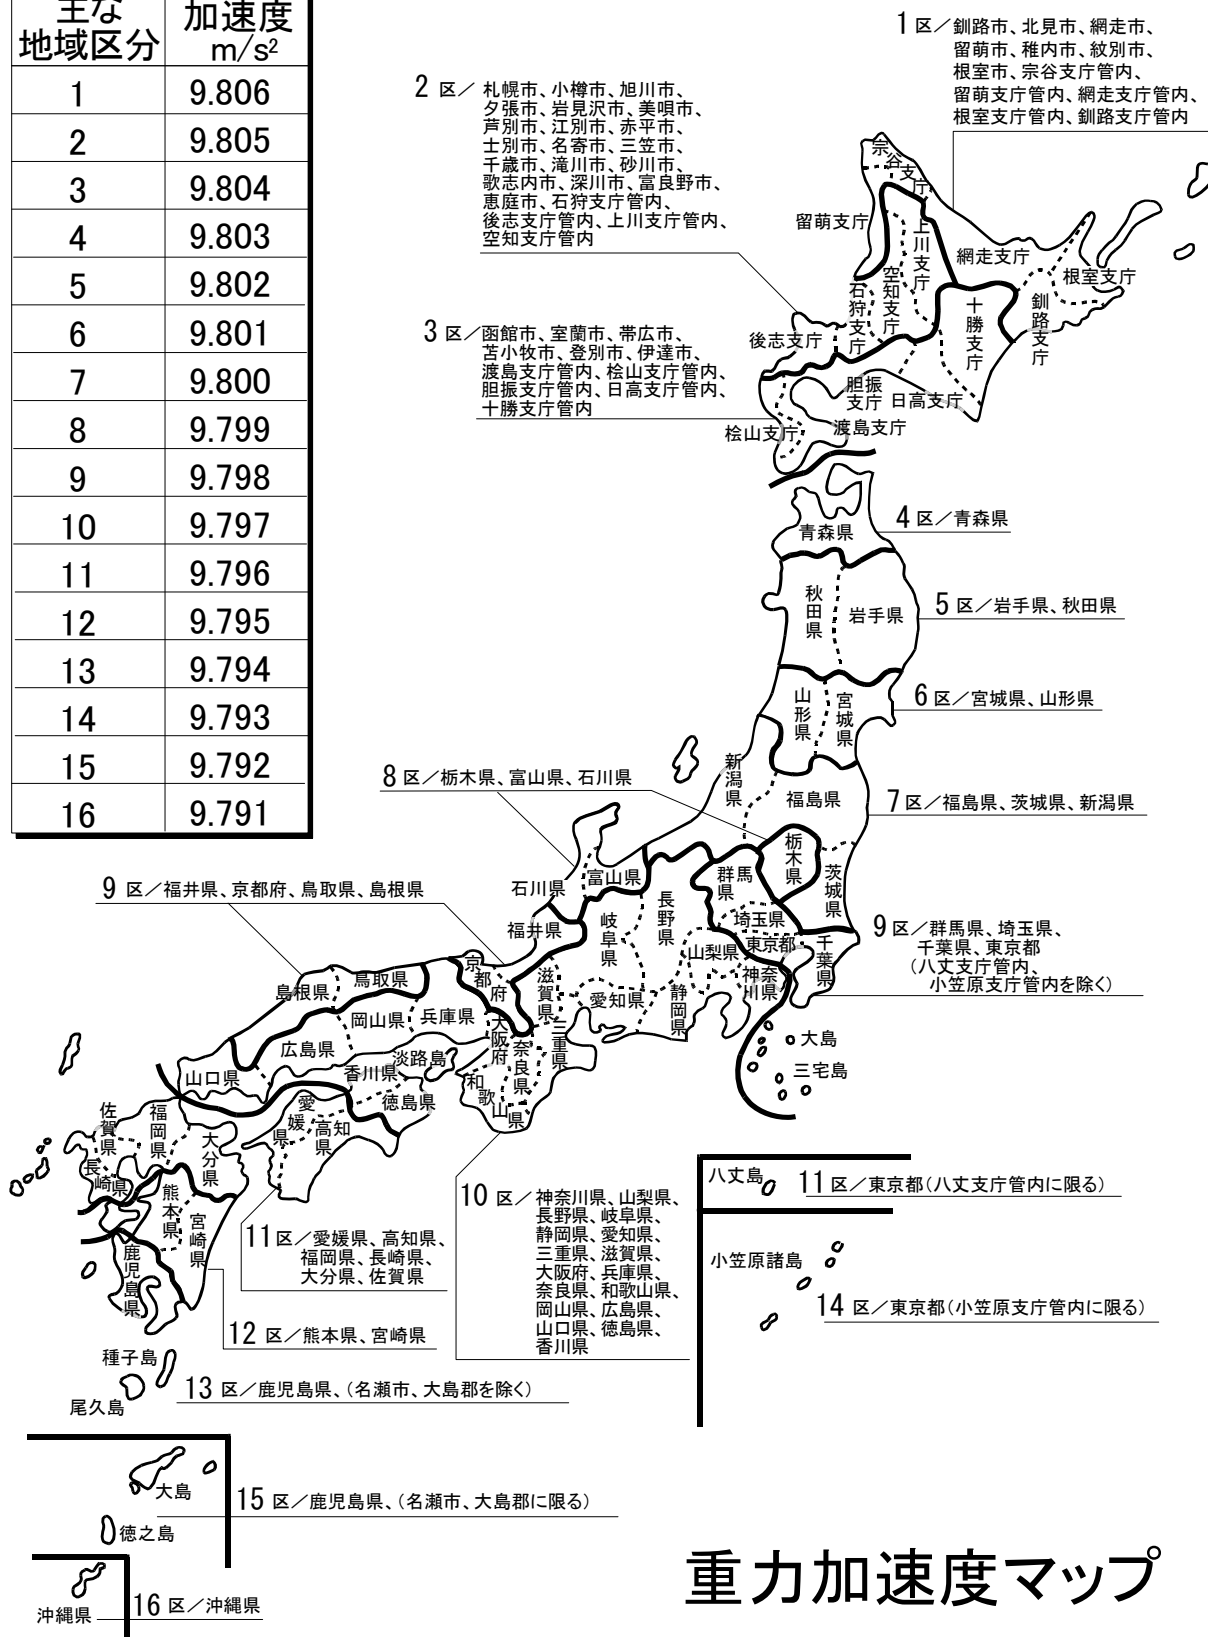 主な
地域区分
加速度
m/s²
1 9.806
2 9.805
3 9.804
4 9.803
5 9.802
6 9.801
7 9.800
8 9.799
9 9.798
10 9.797
11 9.796
12 9.795
13 9.794
14 9.793
15 9.792
16 9.791
1 区／釧路市、北見市、網走市、
留萌市、稚内市、紋別市、
根室市、宗谷支庁管内、
留萌支庁管内、網走支庁管内、
根室支庁管内、釧路支庁管内
2 区／札幌市、小樽市、旭川市、
夕張市、岩見沢市、美唄市、
芦別市、江別市、赤平市、
士別市、名寄市、三笠市、
千歳市、滝川市、砂川市、
歌志内市、深川市、富良野市、
恵庭市、石狩支庁管内、
後志支庁管内、上川支庁管内、
空知支庁管内
3 区／函館市、室蘭市、帯広市、
苫小牧市、登別市、伊達市、
渡島支庁管内、桧山支庁管内、
胆振支庁管内、日高支庁管内、
十勝支庁管内
宗谷支庁
留萌支庁
上川支庁
網走支庁
根室支庁
空知支庁
石狩支庁
釧路支庁
十勝支庁
後志支庁
胆振
支庁
日高支庁
桧山支庁
渡島支庁
4 区／青森県
青森県
秋田県
岩手県
5 区／岩手県、秋田県
山形県
宮城県
6 区／宮城県、山形県
新潟県
福島県
7 区／福島県、茨城県、新潟県
8 区／栃木県、富山県、石川県
栃木県
茨城県
群馬
県
富山県
石川県
長野県
埼玉県
岐阜県
福井県
山梨県
東京都
千葉県
神奈
川県
9 区／福井県、京都府、鳥取県、島根県
9 区／群馬県、埼玉県、
千葉県、東京都
（八丈支庁管内、
小笠原支庁管内を除く）
京都府
滋賀県
鳥取県
島根県
愛知県
静岡県
岡山県
兵庫県
大阪府
三重県
奈良県
広島県
淡路島
山口県
香川県
和歌山県
徳島県
大島
三宅島
佐賀県
福岡県
愛媛県
高知
県
大分県
長崎県
熊本県
宮崎県
鹿児島県
10 区／神奈川県、山梨県、
長野県、岐阜県、
静岡県、愛知県、
三重県、滋賀県、
大阪府、兵庫県、
奈良県、和歌山県、
岡山県、広島県、
山口県、徳島県、
香川県
11 区／愛媛県、高知県、
福岡県、長崎県、
大分県、佐賀県
八丈島
11 区／東京都（八丈支庁管内に限る）
小笠原諸島
14 区／東京都（小笠原支庁管内に限る）
12 区／熊本県、宮崎県
種子島
尾久島
13 区／鹿児島県、（名瀬市、大島郡を除く）
大島
徳之島
15 区／鹿児島県、（名瀬市、大島郡に限る）
沖縄県
16 区／沖縄県
重力加速度マップ